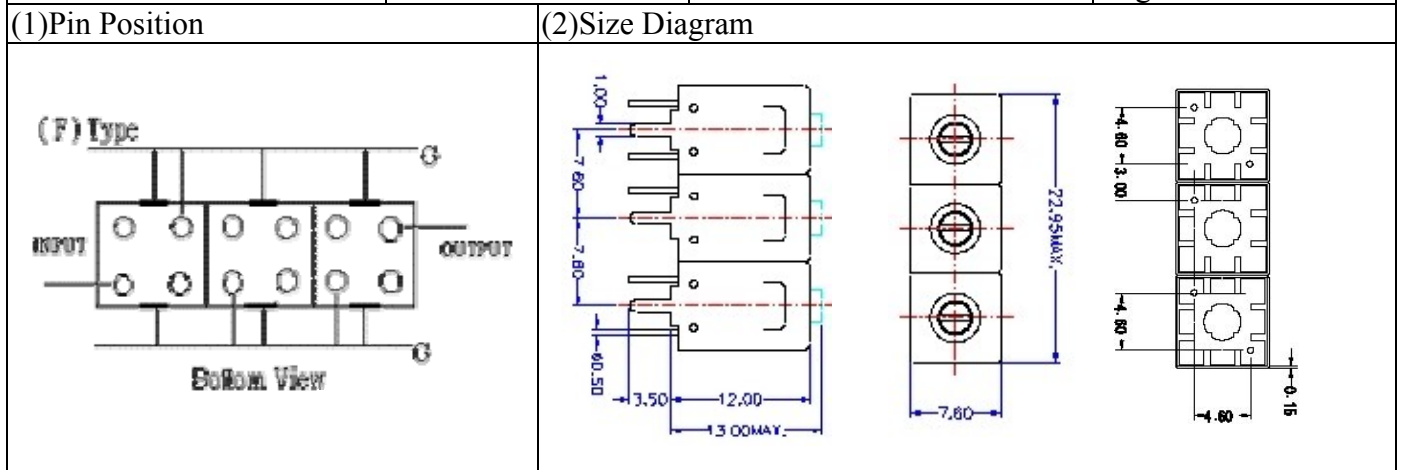 (1)Pin Position
(2)Size Diagram
(F) Type
G
INPUT
OUTPUT
G
Bottom View
1.00
7.60
7.60
Φ0.50
3.50
12.00
13.00MAX.
22.95MAX.
7.60
4.60
3.00
4.60
4.60
0.15